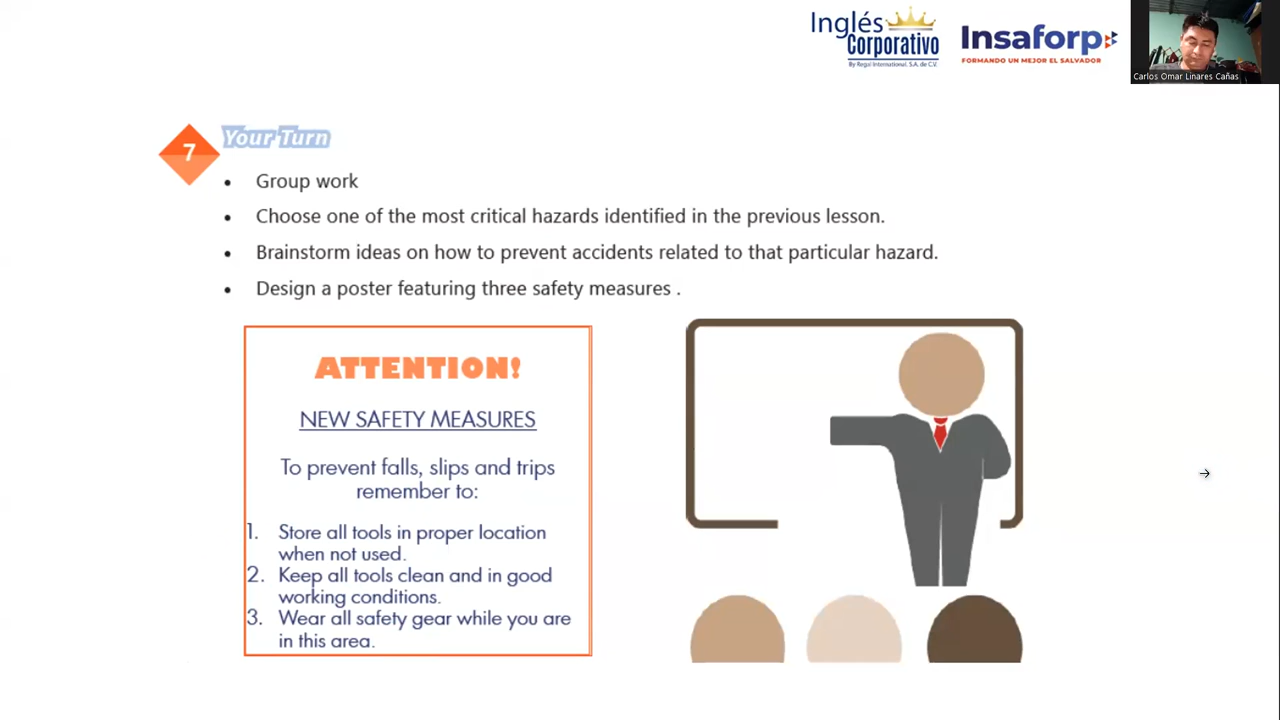 Inglés
Corporativo
By Regui International, S.A. de C.V.
Insaforp
FORMANDO UN MEJOR EL SALVADOR
Carlos Omar Linares Cañas
7
Your Turn
• Group work
• Choose one of the most critical hazards identified in the previous lesson.
• Brainstorm ideas on how to prevent accidents related to that particular hazard.
• Design a poster featuring three safety measures .
ATTENTION!
NEW SAFETY MEASURES
To prevent falls, slips and trips
remember to:
1. Store all tools in proper location
when not used.
2. Keep all tools clean and in good
working conditions.
3. Wear all safety gear while you are
in this area.